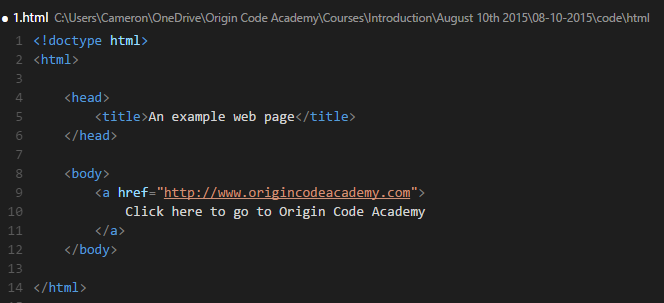 ● 1.html C:\Users\Cameron\OneDrive\Origin Code Academy\Courses\Introduction\August 10th 2015\08-10-2015\code\html
1 <!doctype html>
2 <html>
3
4     <head>
5         <title>An example web page</title>
6     </head>
7
8     <body>
9         <a href="http://www.origincodeacademy.com">
10             Click here to go to Origin Code Academy
11         </a>
12     </body>
13
14 </html>